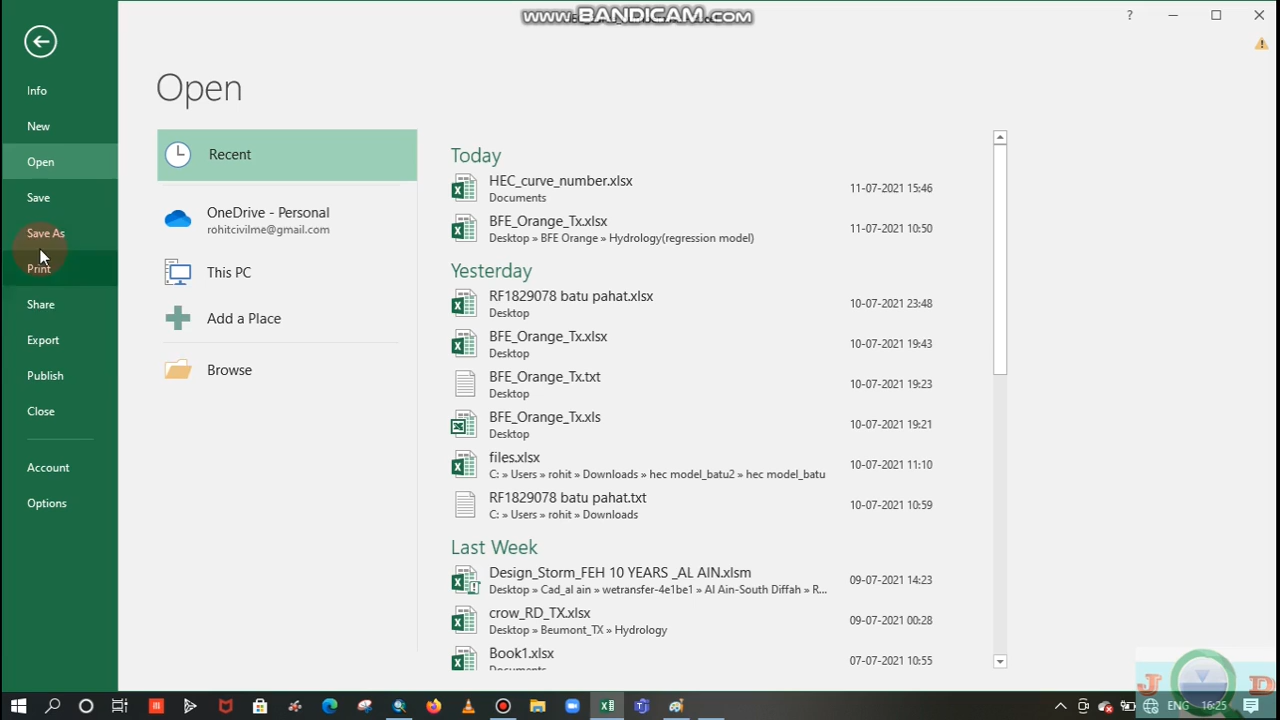 www.BANDICAM.com
?
Info
New
Open
Save
Save As
Print
Share
Export
Publish
Close
Account
Options
Open
Recent
OneDrive - Personal
rohitcivilme@gmail.com
This PC
Add a Place
Browse
Today
HEC_curve_number.xlsx 11-07-2021 15:46
Documents
BFE_Orange_Tx.xlsx 11-07-2021 10:50
Desktop » BFE Orange » Hydrology(regression model)
Yesterday
RF1829078 batu pahat.xlsx 10-07-2021 23:48
Desktop
BFE_Orange_Tx.xlsx 10-07-2021 19:43
Desktop
BFE_Orange_Tx.txt 10-07-2021 19:23
Desktop
BFE_Orange_Tx.xls 10-07-2021 19:21
Desktop
files.xlsx 10-07-2021 11:10
C: » Users » rohit » Downloads » hec model_batu2 » hec model_batu
RF1829078 batu pahat.txt 10-07-2021 10:59
C: » Users » rohit » Downloads
Last Week
Design_Storm_FEH 10 YEARS _AL AIN.xlsm 09-07-2021 14:23
Desktop » Cad_al ain » wetransfer-4e1be1 » Al Ain-South Diffah » R...
crow_RD_TX.xlsx 09-07-2021 00:28
Desktop » Beumont_TX » Hydrology
Book1.xlsx 07-07-2021 10:55
Documents
J D
ENG 16:25